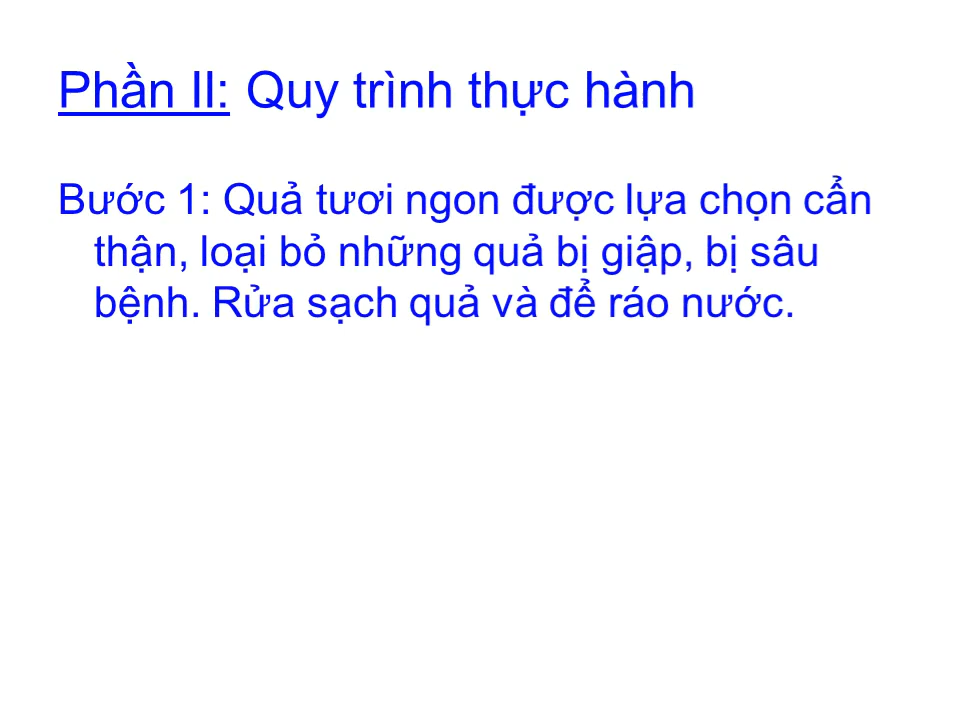 Phần II: Quy trình thực hành
Bước 1: Quả tươi ngon được lựa chọn cẩn
thận, loại bỏ những quả bị giập, bị sâu
bệnh. Rửa sạch quả và để ráo nước.